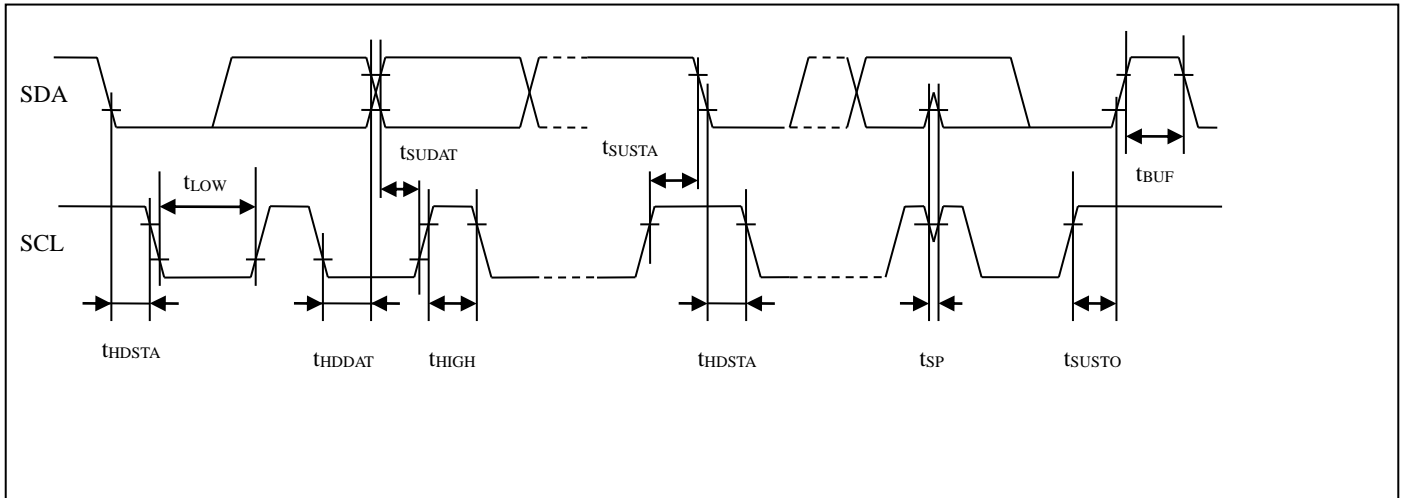 SDA
tSUDAT
tSUSTA
tBUF
tLOW
SCL
tHDSTA
tHDDAT
tHIGH
tHDSTA
tSP
tSUSTO